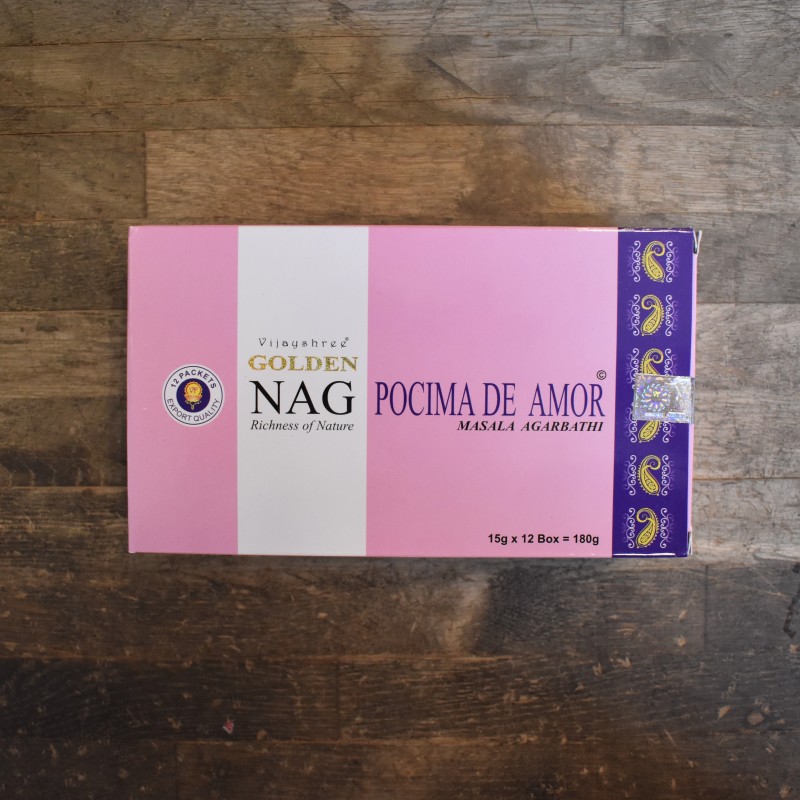 12 PACKETS
EXPORT QUALITY
Vijayshree®
GOLDEN
NAG
Richness of Nature
©
POCIMA DE AMOR
MASALA AGARBATHI
15g x 12 Box = 180g